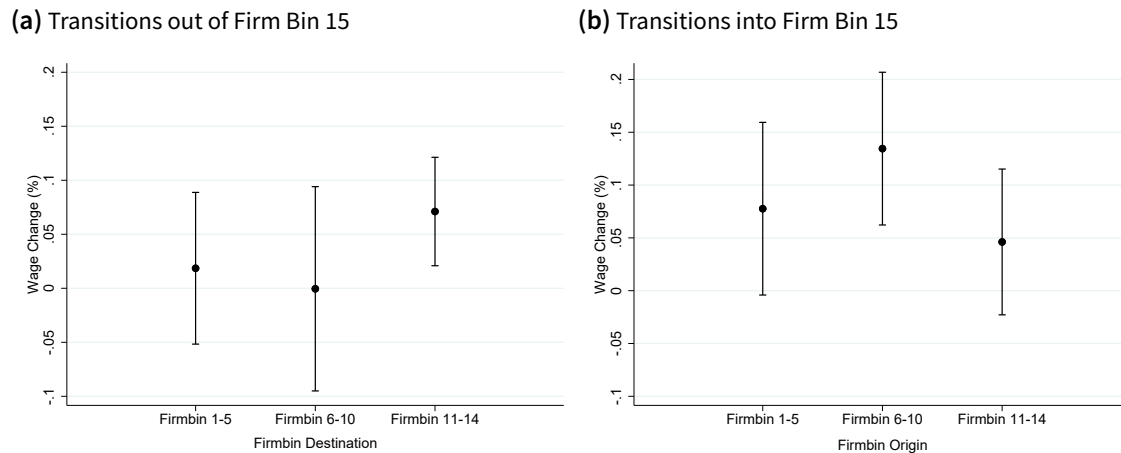 (a) Transitions out of Firm Bin 15
.2
.15
.1
.05
0
-.05
-.1
Wage Change (%)
Firmbin 1-5 Firmbin 6-10 Firmbin 11-14
Firmbin Destination
(b) Transitions into Firm Bin 15
.2
.15
.1
.05
0
-.05
-.1
Wage Change (%)
Firmbin 1-5 Firmbin 6-10 Firmbin 11-14
Firmbin Origin